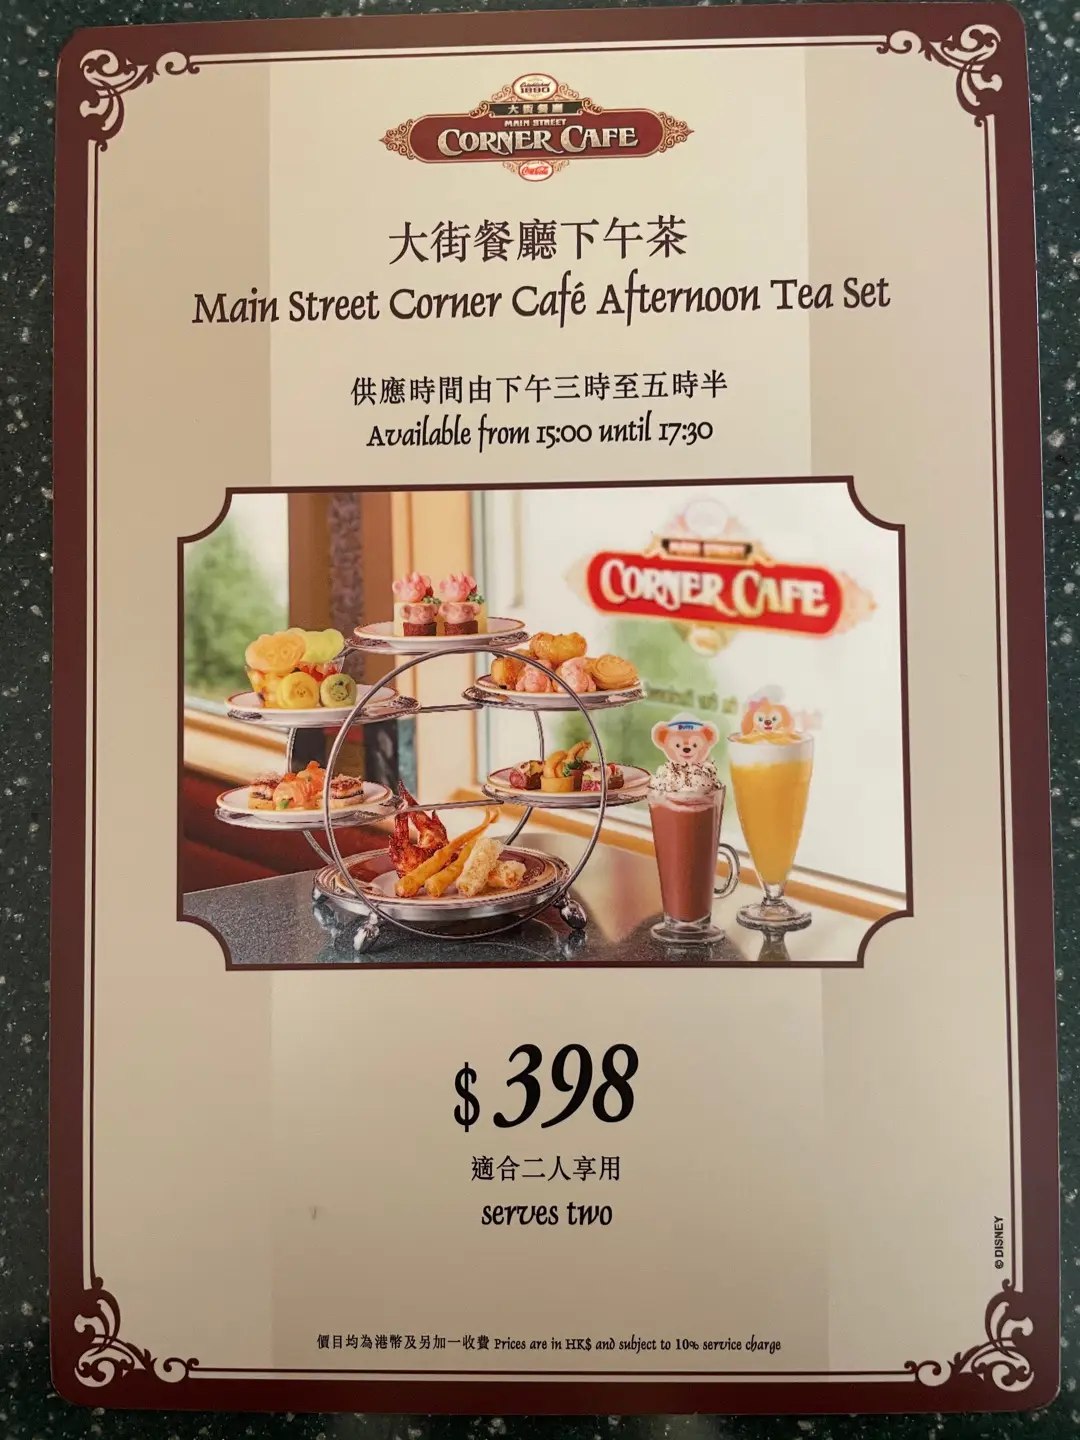 Established
1890
大街餐廳
MAIN STREET
CORNER CAFE
Coca-Cola
大街餐廳下午茶
Main Street Corner Café Afternoon Tea Set
供應時間由下午三時至五時半
Available from 15:00 until 17:30
MAIN STREET
CORNER CAFE
Duffy
$398
適合二人享用
serves two
© DISNEY
價目均為港幣及另加一收費 Prices are in HK$ and subject to 10% service charge